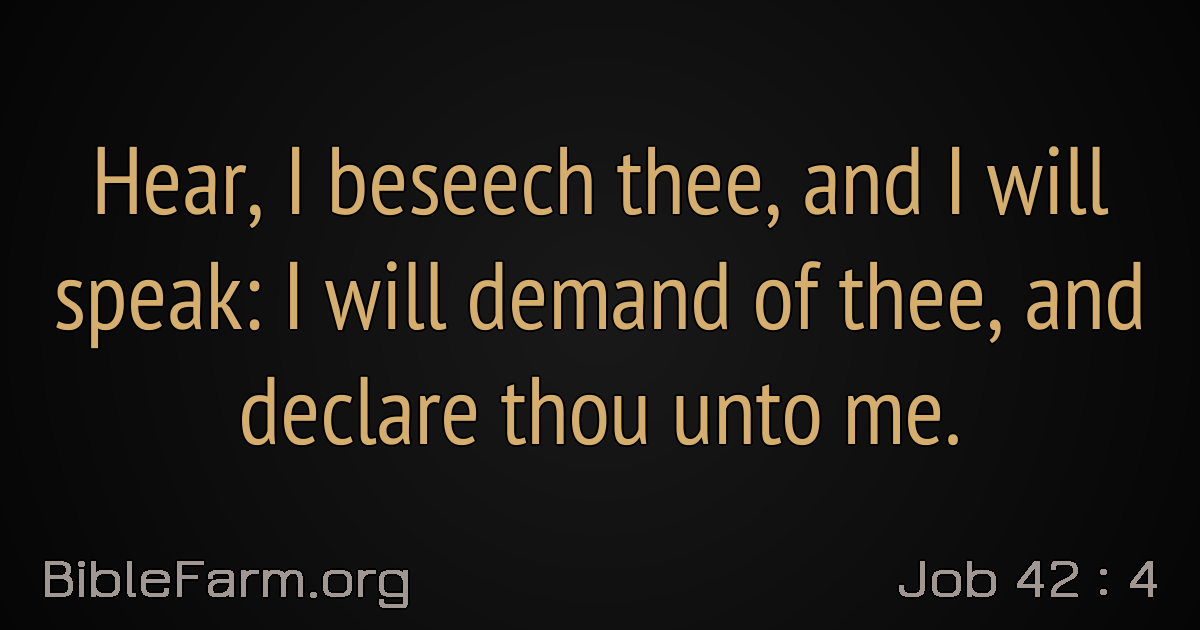 Hear, I beseech thee, and I will
speak: I will demand of thee, and
declare thou unto me.
BibleFarm.org
Job 42 : 4